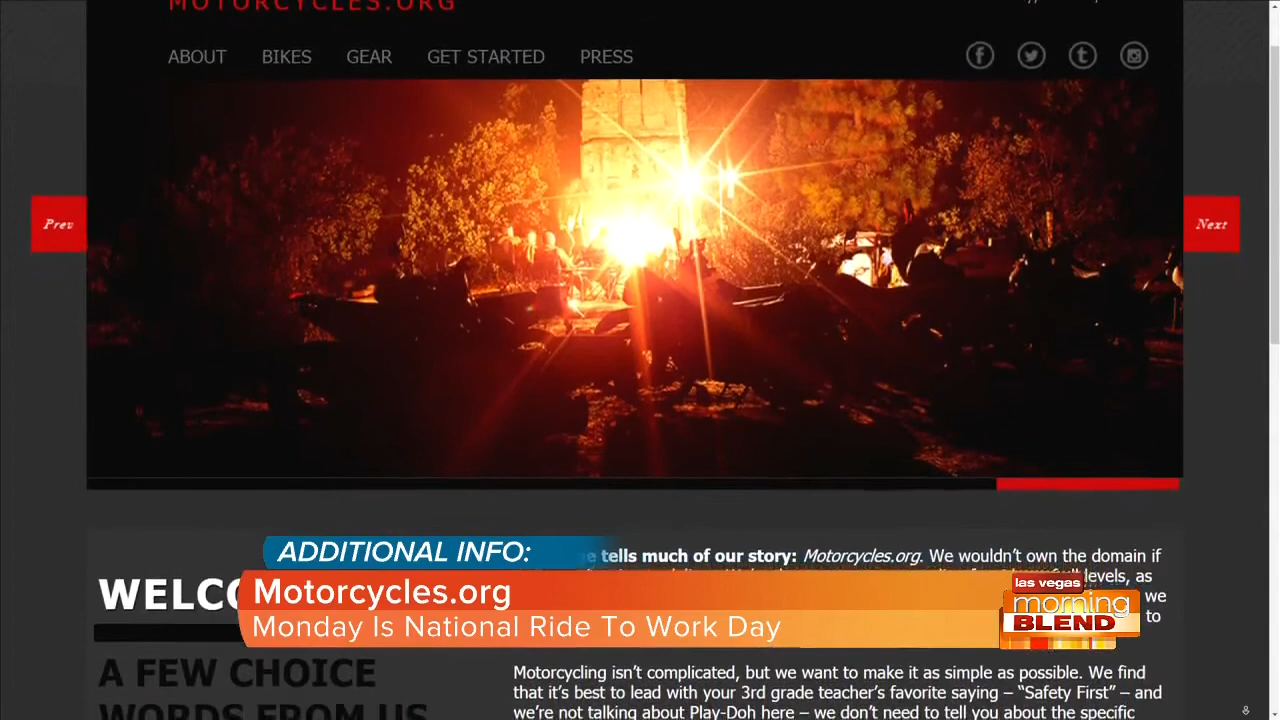 MOTORCYCLES.ORG
ABOUT BIKES GEAR GET STARTED PRESS
Prev
Next
ADDITIONAL INFO:
Motorcycles.org
Monday Is National Ride To Work Day
las vegas
morning
BLEND
tells much of our story: Motorcycles.org. We wouldn't own the domain if
levels, as
we
to
WELCO
A FEW CHOICE
WORDS FROM US
Motorcycling isn't complicated, but we want to make it as simple as possible. We find
that it's best to lead with your 3rd grade teacher's favorite saying – "Safety First" – and
we're not talking about Play-Doh here – we don't need to tell you about the specific